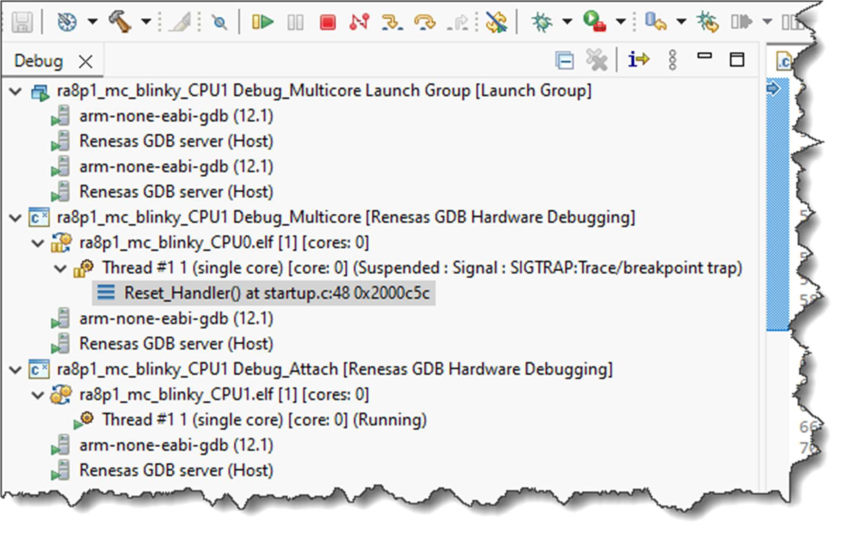 Debug
ra8p1_mc_blinky_CPU1 Debug_Multicore Launch Group [Launch Group]
arm-none-eabi-gdb (12.1)
Renesas GDB server (Host)
arm-none-eabi-gdb (12.1)
Renesas GDB server (Host)
ra8p1_mc_blinky_CPU1 Debug_Multicore [Renesas GDB Hardware Debugging]
ra8p1_mc_blinky_CPU0.elf [1] [cores: 0]
Thread #1 1 (single core) [core: 0] (Suspended : Signal : SIGTRAP:Trace/breakpoint trap)
Reset_Handler() at startup.c:48 0x2000c5c
arm-none-eabi-gdb (12.1)
Renesas GDB server (Host)
ra8p1_mc_blinky_CPU1 Debug_Attach [Renesas GDB Hardware Debugging]
ra8p1_mc_blinky_CPU1.elf [1] [cores: 0]
Thread #1 1 (single core) [core: 0] (Running)
arm-none-eabi-gdb (12.1)
Renesas GDB server (Host)